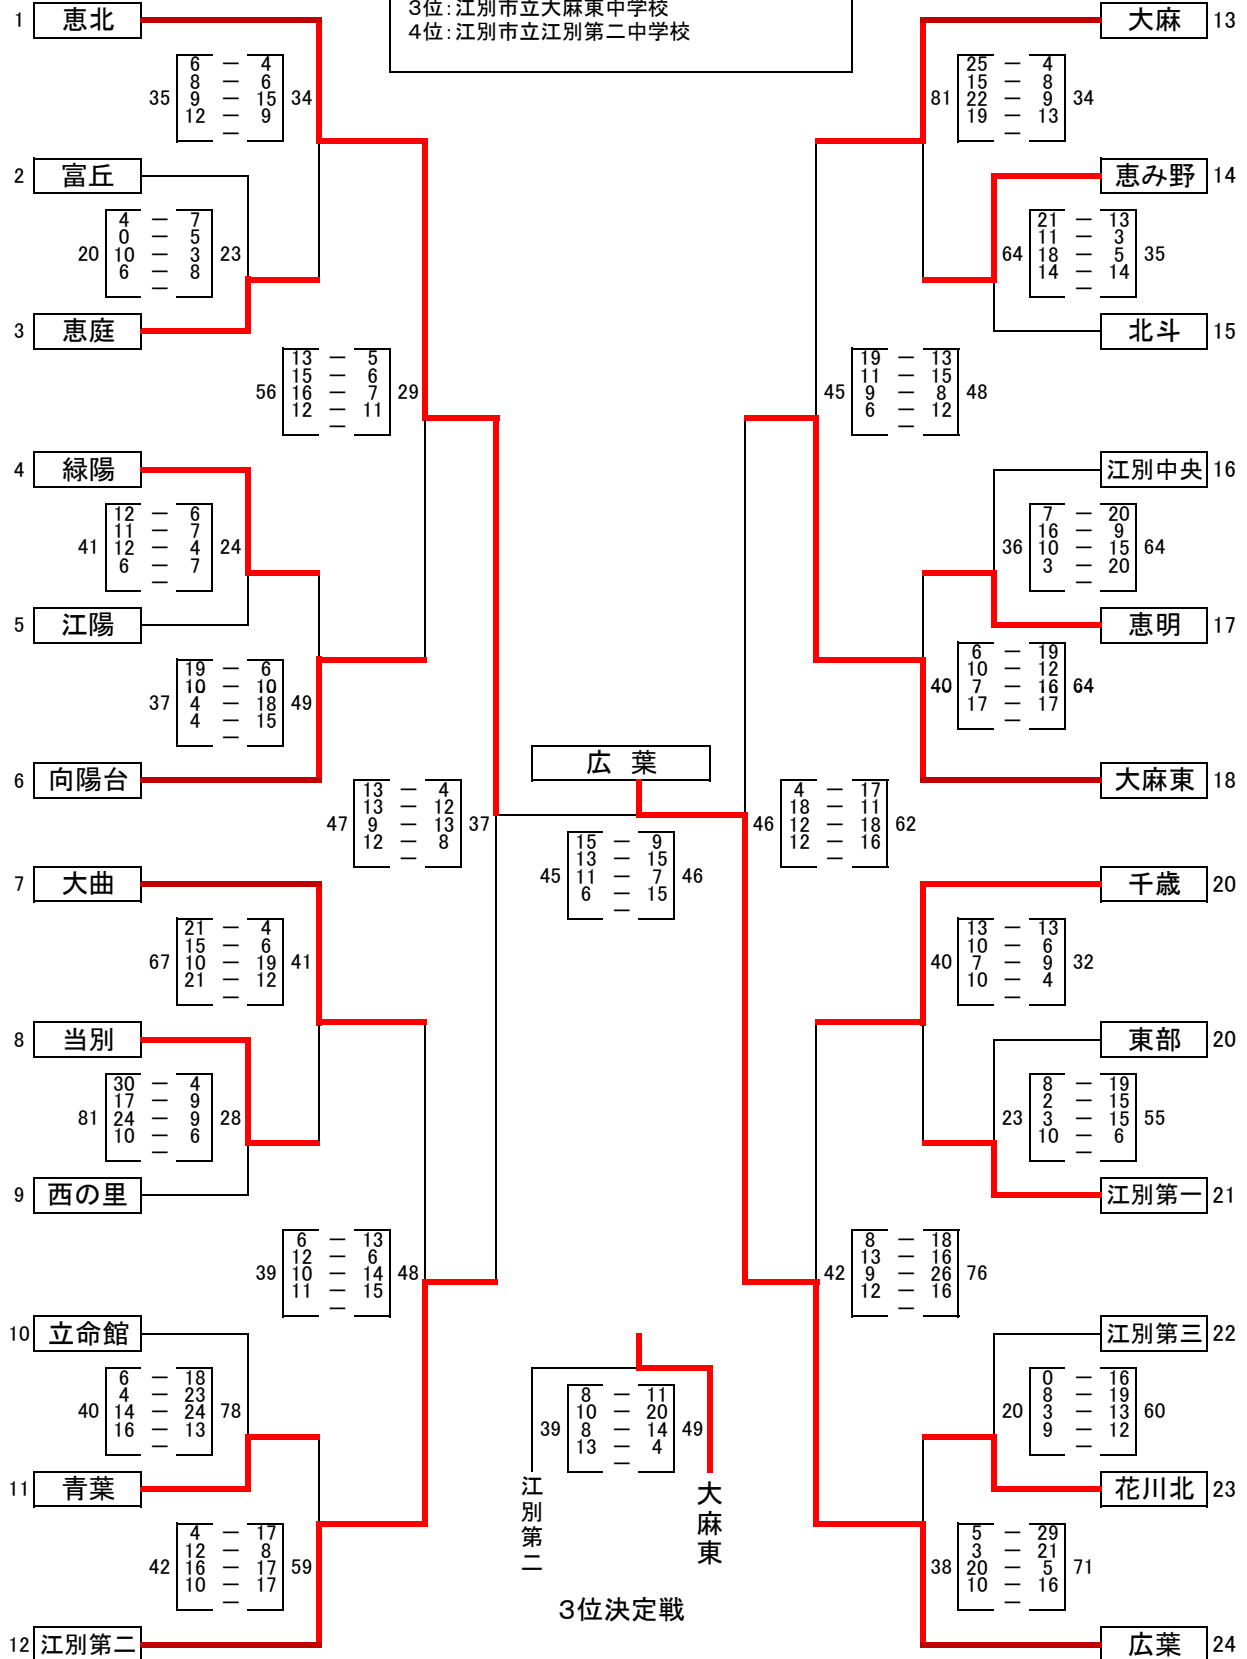 3位:江別市立大麻東中学校
4位:江別市立江別第二中学校
1 恵北
35
6 － 4
8 － 6
9 － 15
12 － 9
－
34
2 富丘
20
4 － 7
0 － 5
10 － 3
6 － 8
－
23
3 恵庭
56
13 － 5
15 － 6
16 － 7
12 － 11
－
29
4 緑陽
41
12 － 6
11 － 7
12 － 4
6 － 7
－
24
5 江陽
37
19 － 6
10 － 10
4 － 18
4 － 15
－
49
6 向陽台
47
13 － 4
13 － 12
9 － 13
12 － 8
－
37
7 大曲
67
21 － 4
15 － 6
10 － 19
21 － 12
－
41
8 当別
81
30 － 4
17 － 9
24 － 9
10 － 6
－
28
9 西の里
39
6 － 13
12 － 6
10 － 14
11 － 15
－
48
10 立命館
40
6 － 18
4 － 23
14 － 24
16 － 13
－
78
11 青葉
42
4 － 17
12 － 8
16 － 17
10 － 17
－
59
12 江別第二
広 葉
45
15 － 9
13 － 15
11 － 7
6 － 15
－
46
39
8 － 11
10 － 20
8 － 14
13 － 4
－
49
江別第二
大麻東
3位決定戦
大麻 13
81
25 － 4
15 － 8
22 － 9
19 － 13
－
34
恵み野 14
64
21 － 13
11 － 3
18 － 5
14 － 14
－
35
北斗 15
45
19 － 13
11 － 15
9 － 8
6 － 12
－
48
江別中央 16
36
7 － 20
16 － 9
10 － 15
3 － 20
－
64
恵明 17
40
6 － 19
10 － 12
7 － 16
17 － 17
－
64
大麻東 18
46
4 － 17
18 － 11
12 － 18
12 － 16
－
62
千歳 20
40
13 － 13
10 － 6
7 － 9
10 － 4
－
32
東部 20
23
8 － 19
2 － 15
3 － 15
10 － 6
－
55
江別第一 21
42
8 － 18
13 － 16
9 － 26
12 － 16
－
76
江別第三 22
20
0 － 16
8 － 19
3 － 13
9 － 12
－
60
花川北 23
38
5 － 29
3 － 21
20 － 5
10 － 16
－
71
広葉 24